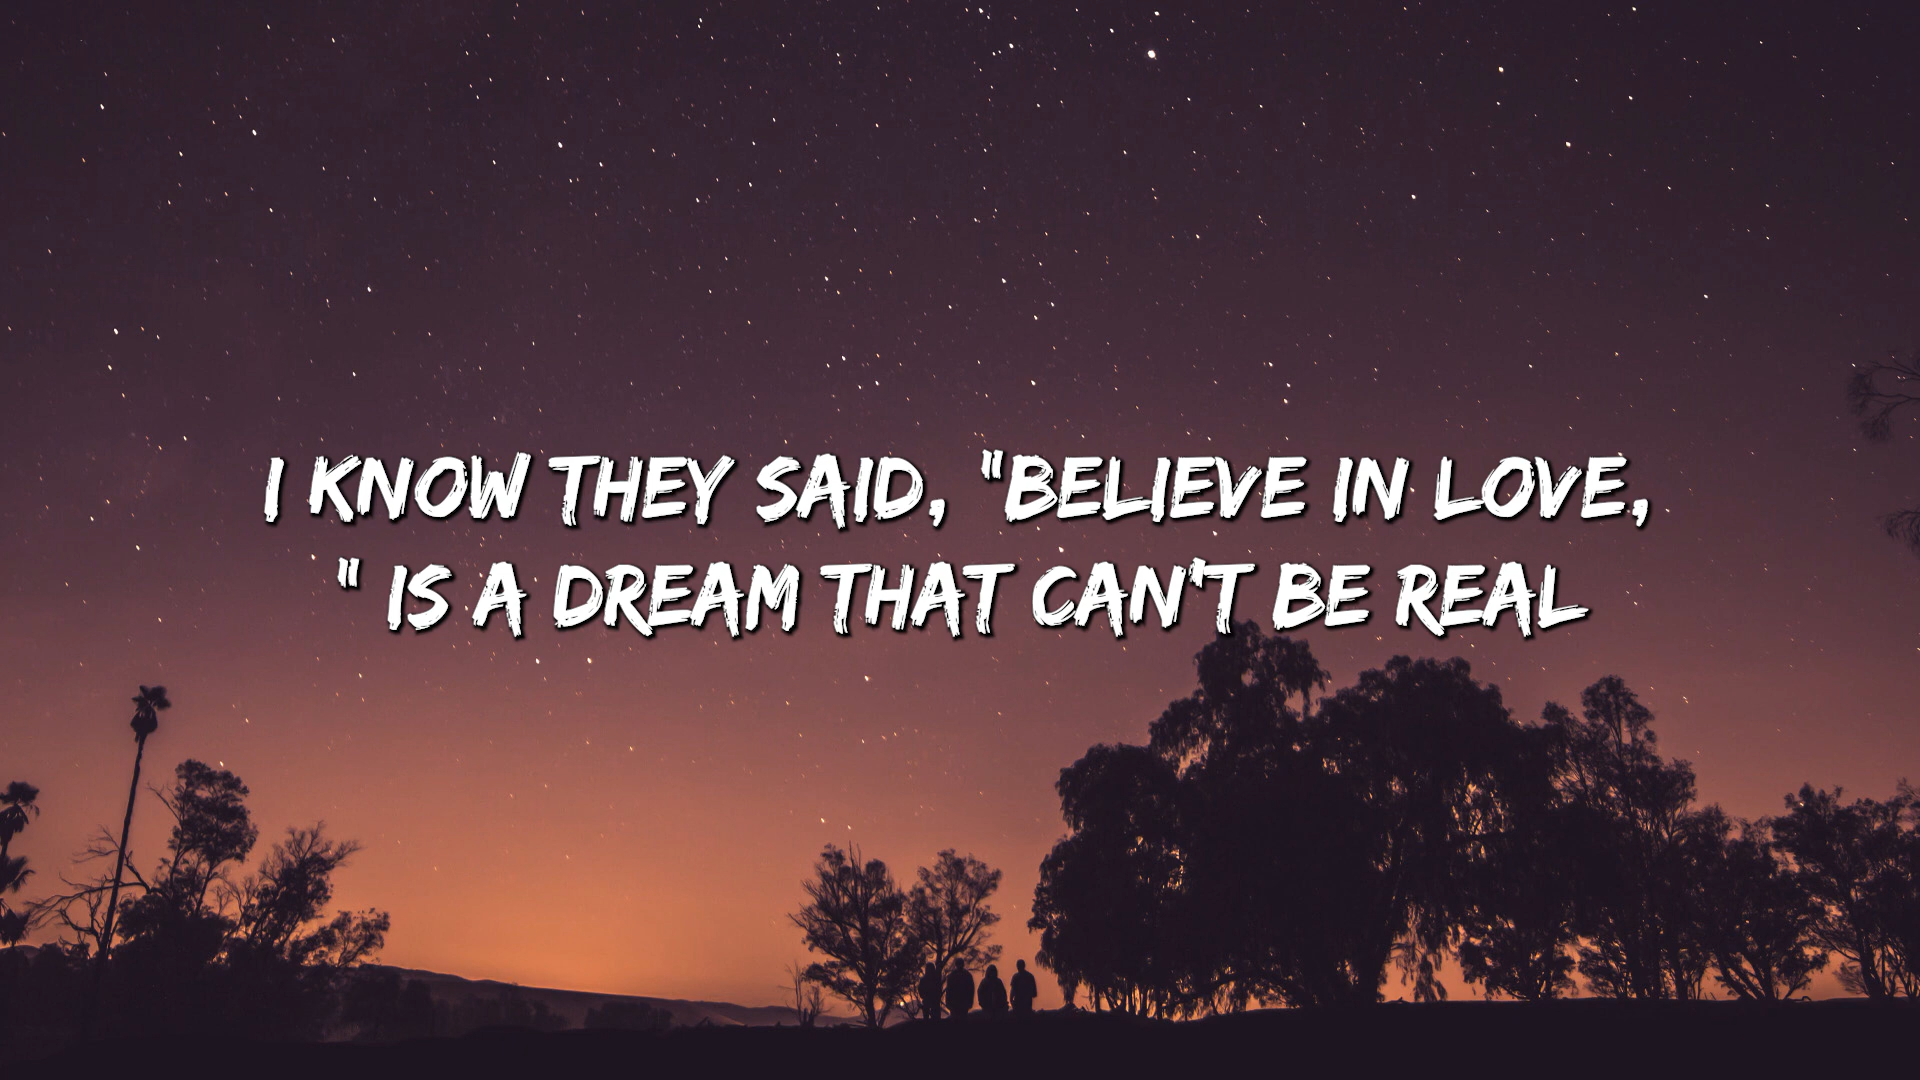 I KNOW THEY SAID, "BELIEVE IN LOVE,
" IS A DREAM THAT CAN'T BE REAL